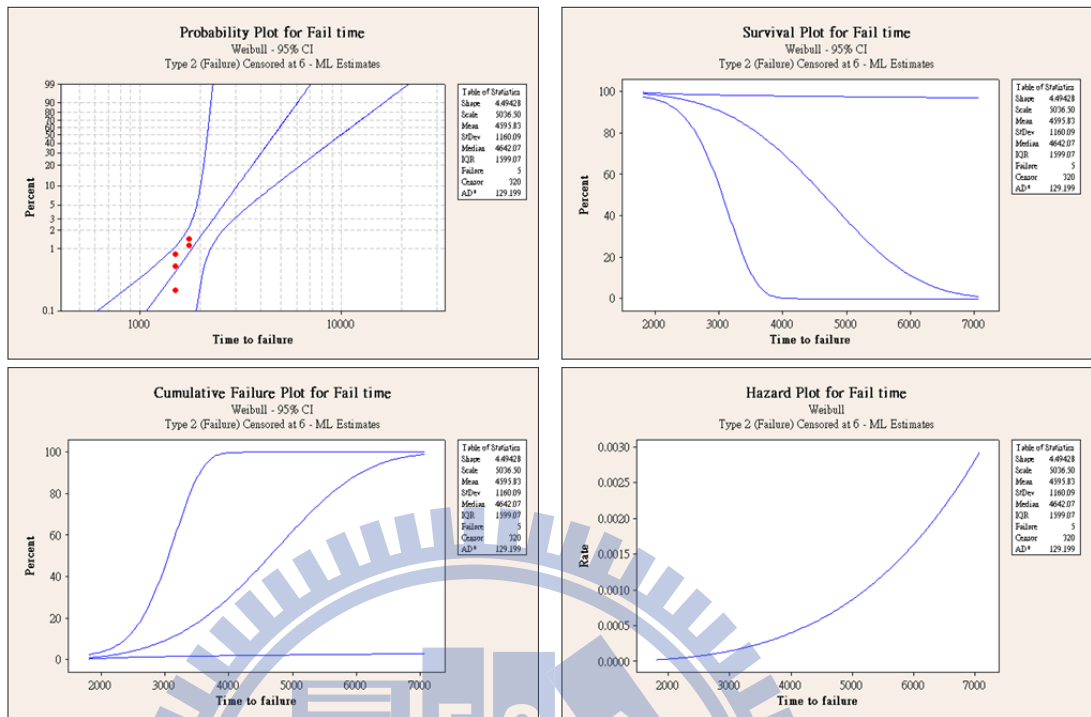 Probability Plot for Fail time
Weibull - 95% CI
Type 2 (Failure) Censored at 6 - ML Estimates
Percent
99
90
80
70
60
50
40
30
20
10
5
3
2
1
0.1
1000
10000
Time to failure
Table of Statistics
Shape 4.49428
Scale 5036.50
Mean 4595.83
StDev 1160.09
Median 4642.07
IQR 1599.07
Failure 5
Censor 320
AD* 129.199
Survival Plot for Fail time
Weibull - 95% CI
Type 2 (Failure) Censored at 6 - ML Estimates
Percent
100
80
60
40
20
0
2000 3000 4000 5000 6000 7000
Time to failure
Table of Statistics
Shape 4.49428
Scale 5036.50
Mean 4595.83
StDev 1160.09
Median 4642.07
IQR 1599.07
Failure 5
Censor 320
AD* 129.199
Cumulative Failure Plot for Fail time
Weibull - 95% CI
Type 2 (Failure) Censored at 6 - ML Estimates
Percent
100
80
60
40
20
0
2000 3000 4000 5000 6000 7000
Time to failure
Table of Statistics
Shape 4.49428
Scale 5036.50
Mean 4595.83
StDev 1160.09
Median 4642.07
IQR 1599.07
Failure 5
Censor 320
AD* 129.199
Hazard Plot for Fail time
Weibull
Type 2 (Failure) Censored at 6 - ML Estimates
Rate
0.0030
0.0025
0.0020
0.0015
0.0010
0.0005
0.0000
2000 3000 4000 5000 6000 7000
Time to failure
Table of Statistics
Shape 4.49428
Scale 5036.50
Mean 4595.83
StDev 1160.09
Median 4642.07
IQR 1599.07
Failure 5
Censor 320
AD* 129.199